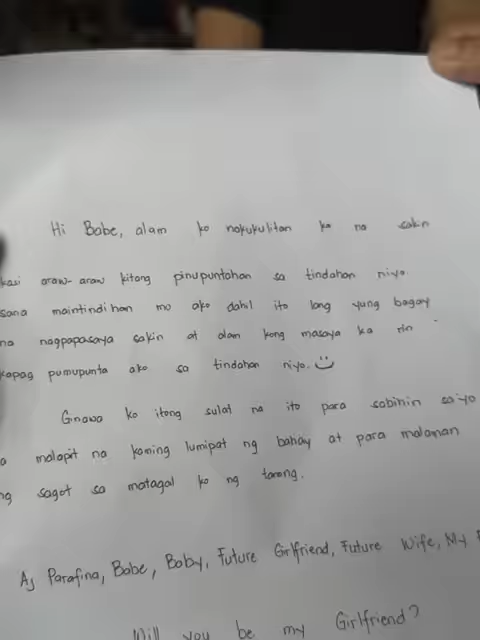 Hi Babe, alam ko nakukulitan ka na sakin
kasi araw-araw kitang pinupuntahan sa tindahan niyo.
sana maintindihan mo ako dahil ito lang yung bagay
na nagpapasaya sakin at alam kong masaya ka rin
kapag pumupunta ako sa tindahan niyo.
Gnawa ko itong sulat na ito para sabihin sa'yo
malapit na kaming lumipat ng bahay at para malaman
ng sagot sa matagal ko ng tanong.
Aj Parafina, Babe, Baby, Future Girlfriend, Future Wife, My
Will you be my Girlfriend?